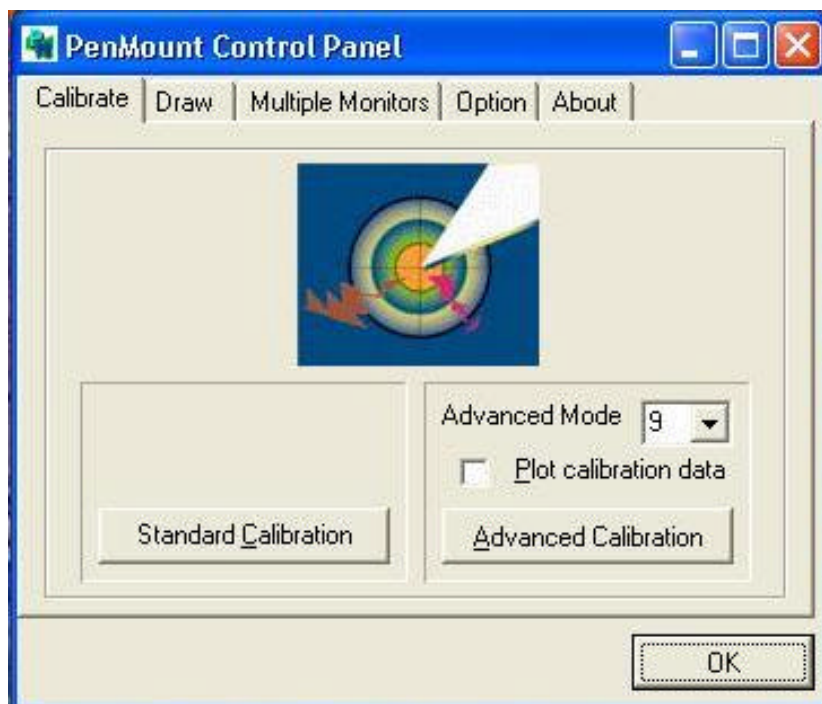 PenMount Control Panel
Calibrate Draw Multiple Monitors Option About
Advanced Mode 9
Plot calibration data
Standard Calibration Advanced Calibration
OK